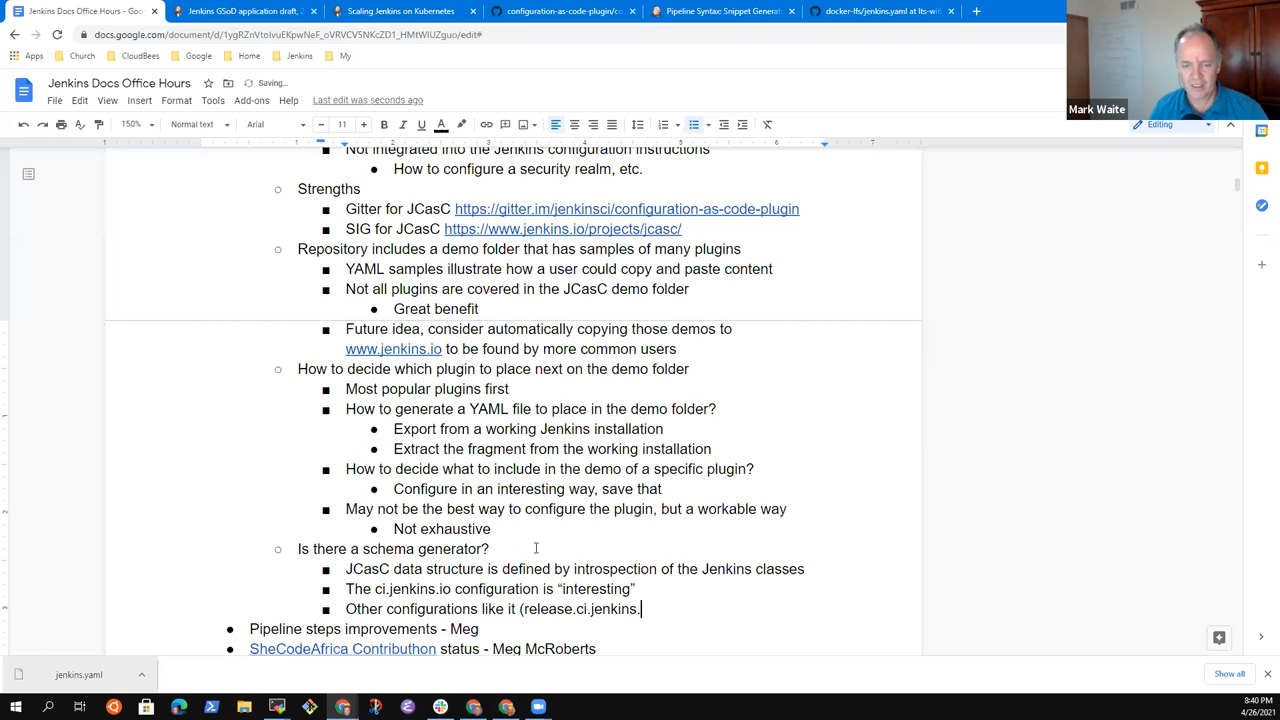 Jenkins Docs Office Hours - Goo
Jenkins GSoD application draft, 2
Scaling Jenkins on Kubernetes
configuration-as-code-plugin/co
Pipeline Syntax: Snippet Generat
docker-lfs/jenkins.yaml at lts-wit
docs.google.com/document/d/1ygRZnVtoIvuEKpwNeF_oVRVCV5NKcZD1_HMtWIUZguo/edit#
Apps Church CloudBees Google Home Jenkins My
Jenkins Docs Office Hours Saving...
File Edit View Insert Format Tools Add-ons Help Last edit was seconds ago
150% Normal text Arial 11 Editing
Mark Waite
Not integrated into the Jenkins configuration instructions
How to configure a security realm, etc.
Strengths
Gitter for JCasC https://gitter.im/jenkinsci/configuration-as-code-plugin
SIG for JCasC https://www.jenkins.io/projects/jcasc/
Repository includes a demo folder that has samples of many plugins
YAML samples illustrate how a user could copy and paste content
Not all plugins are covered in the JCasC demo folder
Great benefit
Future idea, consider automatically copying those demos to
www.jenkins.io to be found by more common users
How to decide which plugin to place next on the demo folder
Most popular plugins first
How to generate a YAML file to place in the demo folder?
Export from a working Jenkins installation
Extract the fragment from the working installation
How to decide what to include in the demo of a specific plugin?
Configure in an interesting way, save that
May not be the best way to configure the plugin, but a workable way
Not exhaustive
Is there a schema generator?
JCasC data structure is defined by introspection of the Jenkins classes
The ci.jenkins.io configuration is “interesting”
Other configurations like it (release.ci.jenkins.
Pipeline steps improvements - Meg
SheCodeAfrica Contributhon status - Meg McRoberts
jenkins.yaml
Show all
8:40 PM
4/26/2021